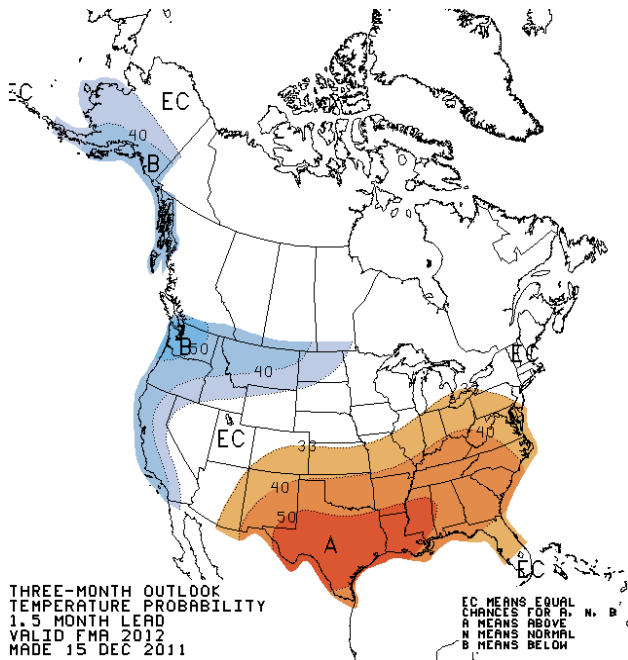 EC
EC
40
B
B
50
40
EC
33
EC
33
40
40
50
A
EC
THREE-MONTH OUTLOOK
TEMPERATURE PROBABILITY
1.5 MONTH LEAD
VALID FMA 2012
MADE 15 DEC 2011
EC MEANS EQUAL
CHANCES FOR A, N, B
A MEANS ABOVE
N MEANS NORMAL
B MEANS BELOW